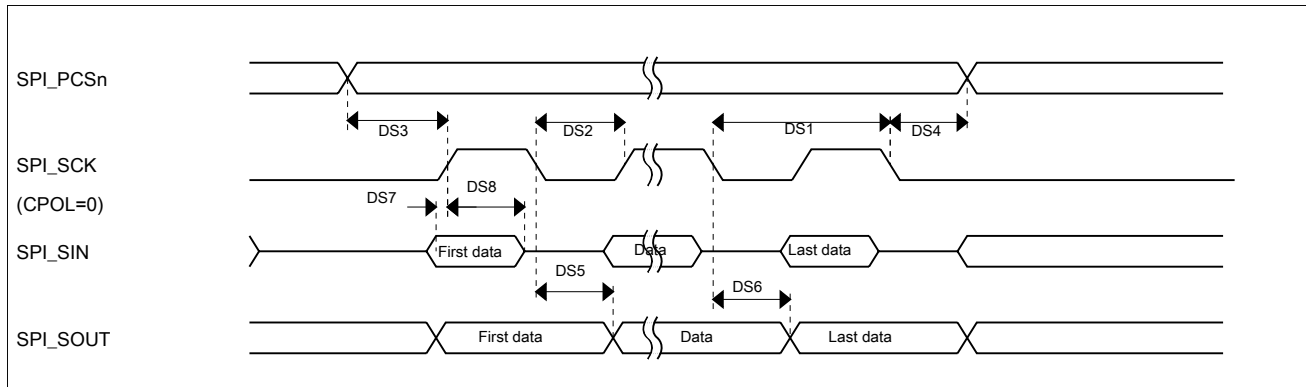 SPI_PCSn
DS3
DS2
DS1
DS4
SPI_SCK
(CPOL=0)
DS7
DS8
SPI_SIN
First data
Data
Last data
DS5
DS6
SPI_SOUT
First data
Data
Last data